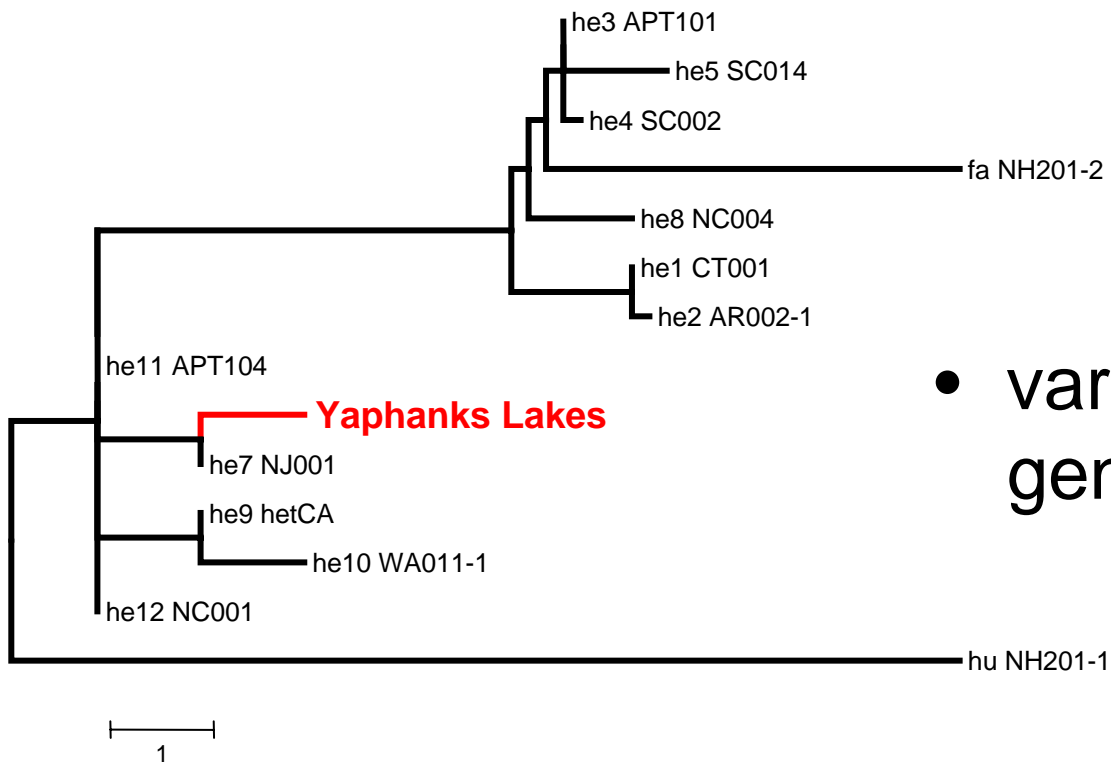 he3 APT101
he5 SC014
he4 SC002
fa NH201-2
he8 NC004
he1 CT001
he2 AR002-1
he11 APT104
Yaphanks Lakes
he7 NJ001
he9 hetCA
he10 WA011-1
he12 NC001
hu NH201-1
1